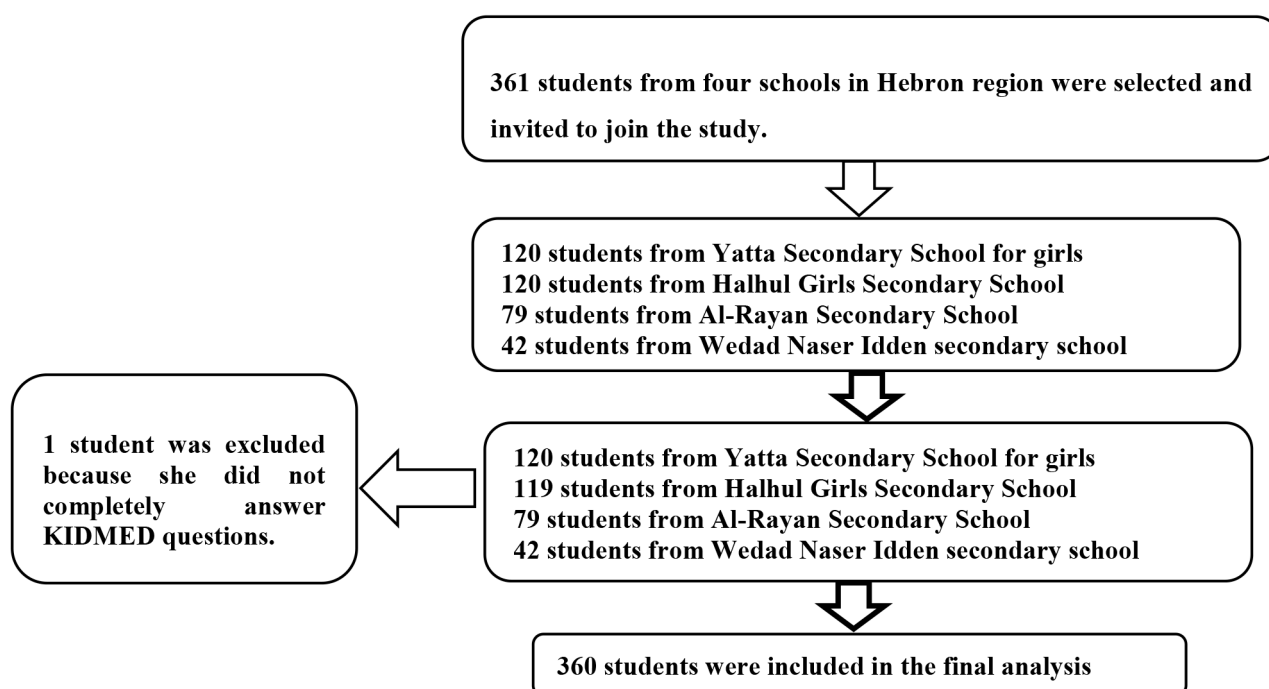 361 students from four schools in Hebron region were selected and
invited to join the study.
120 students from Yatta Secondary School for girls
120 students from Halhul Girls Secondary School
79 students from Al-Rayan Secondary School
42 students from Wedad Naser Idden secondary school
1 student was excluded
because she did not
completely answer
KIDMED questions.
120 students from Yatta Secondary School for girls
119 students from Halhul Girls Secondary School
79 students from Al-Rayan Secondary School
42 students from Wedad Naser Idden secondary school
360 students were included in the final analysis